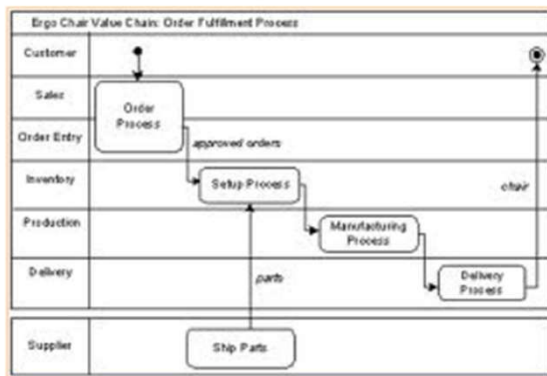 Ergo Chair Value Chain: Order Fulfillment Process
Customer
Sales
Order
Process
Order Entry
approved orders
Inventory
Setup Process
chair
Production
Manufacturing
Process
Delivery
parts
Delivery
Process
Supplier
Ship Parts